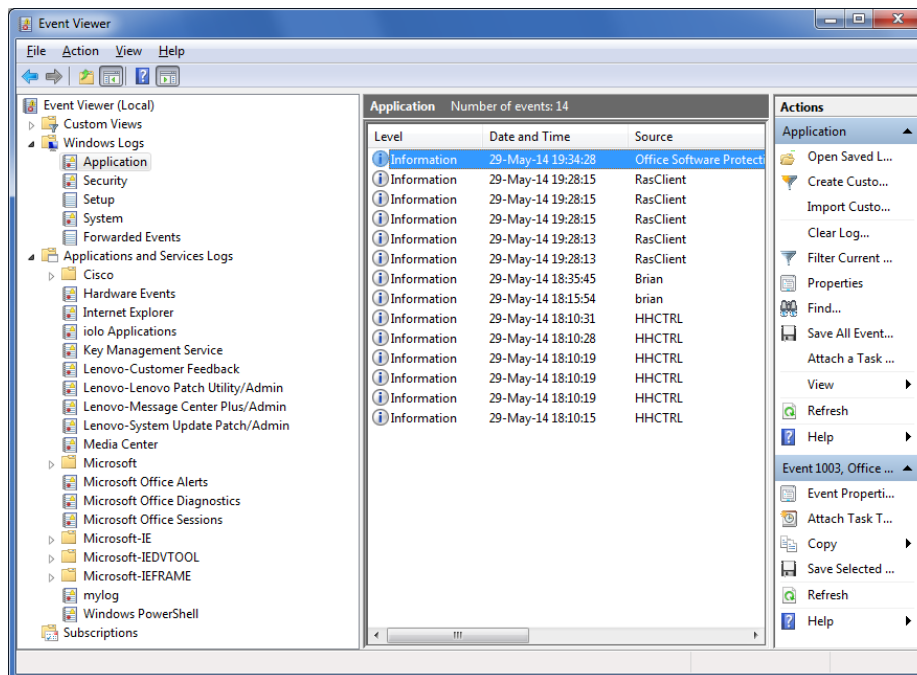 Event Viewer
File Action View Help
Event Viewer (Local)
Custom Views
Windows Logs
Application
Security
Setup
System
Forwarded Events
Applications and Services Logs
Cisco
Hardware Events
Internet Explorer
iolo Applications
Key Management Service
Lenovo-Customer Feedback
Lenovo-Lenovo Patch Utility/Admin
Lenovo-Message Center Plus/Admin
Lenovo-System Update Patch/Admin
Media Center
Microsoft
Microsoft Office Alerts
Microsoft Office Diagnostics
Microsoft Office Sessions
Microsoft-IE
Microsoft-IEDVTOOL
Microsoft-IEFRAME
mylog
Windows PowerShell
Subscriptions
Application Number of events: 14
Level Date and Time Source
Information 29-May-14 19:34:28 Office Software Protecti
Information 29-May-14 19:28:15 RasClient
Information 29-May-14 19:28:15 RasClient
Information 29-May-14 19:28:15 RasClient
Information 29-May-14 19:28:13 RasClient
Information 29-May-14 19:28:13 RasClient
Information 29-May-14 18:35:45 Brian
Information 29-May-14 18:15:54 brian
Information 29-May-14 18:10:31 HHCTRL
Information 29-May-14 18:10:28 HHCTRL
Information 29-May-14 18:10:19 HHCTRL
Information 29-May-14 18:10:19 HHCTRL
Information 29-May-14 18:10:19 HHCTRL
Information 29-May-14 18:10:15 HHCTRL
Actions
Application
Open Saved L...
Create Custo...
Import Custo...
Clear Log...
Filter Current ...
Properties
Find...
Save All Event...
Attach a Task ...
View
Refresh
Help
Event 1003, Office ...
Event Properti...
Attach Task T...
Copy
Save Selected ...
Refresh
Help